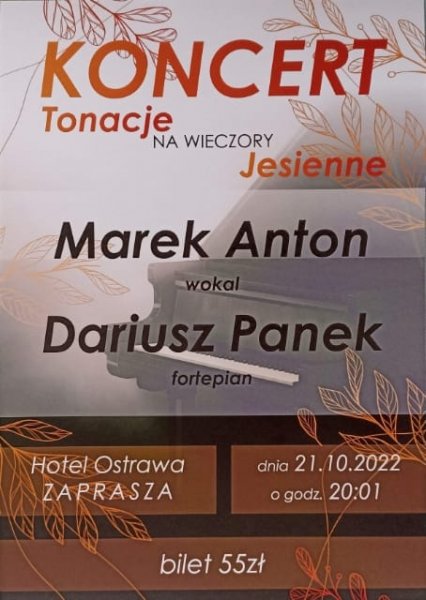 KONCERT
Tonacje
NA WIECZORY
Jesienne
Marek Anton
wokal
Dariusz Panek
fortepian
Hotel Ostrawa
ZAPRASZA
dnia 21.10.2022
o godz. 20:01
bilet 55zł